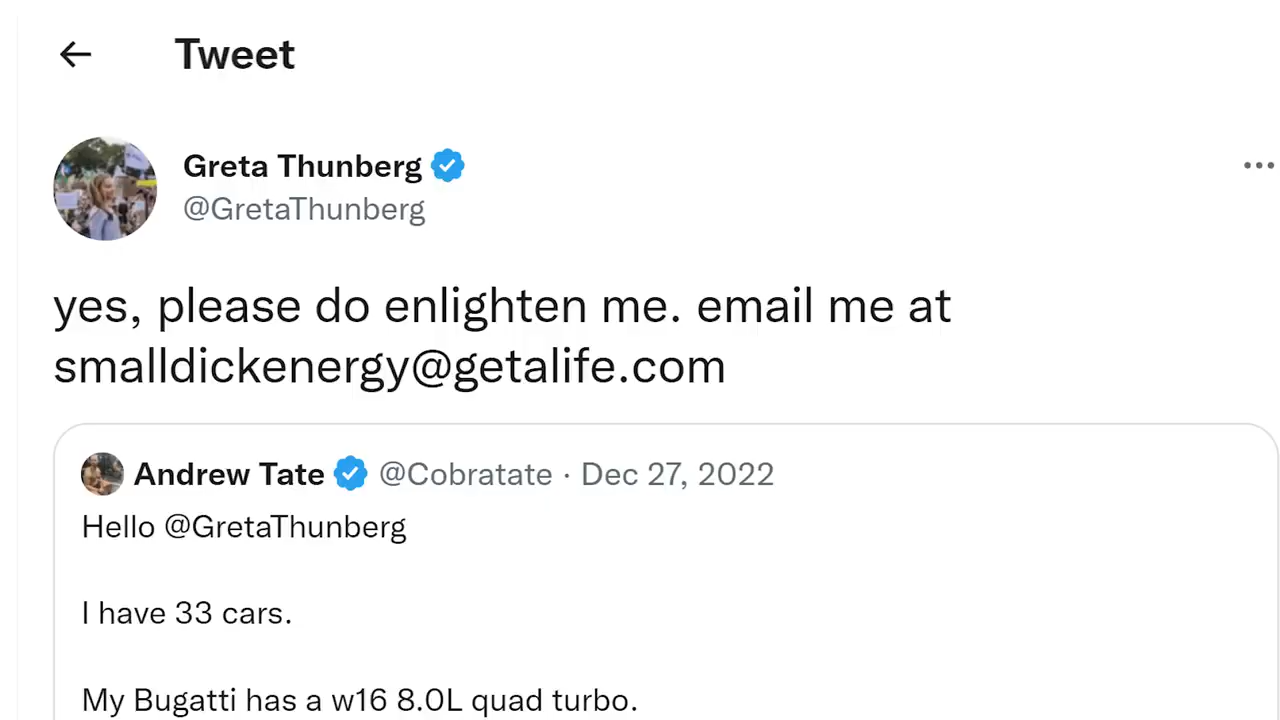 Tweet
Greta Thunberg
@GretaThunberg
yes, please do enlighten me. email me at
smalldickenergy@getalife.com
Andrew Tate @Cobratate · Dec 27, 2022
Hello @GretaThunberg
I have 33 cars.
My Bugatti has a w16 8.0L quad turbo.